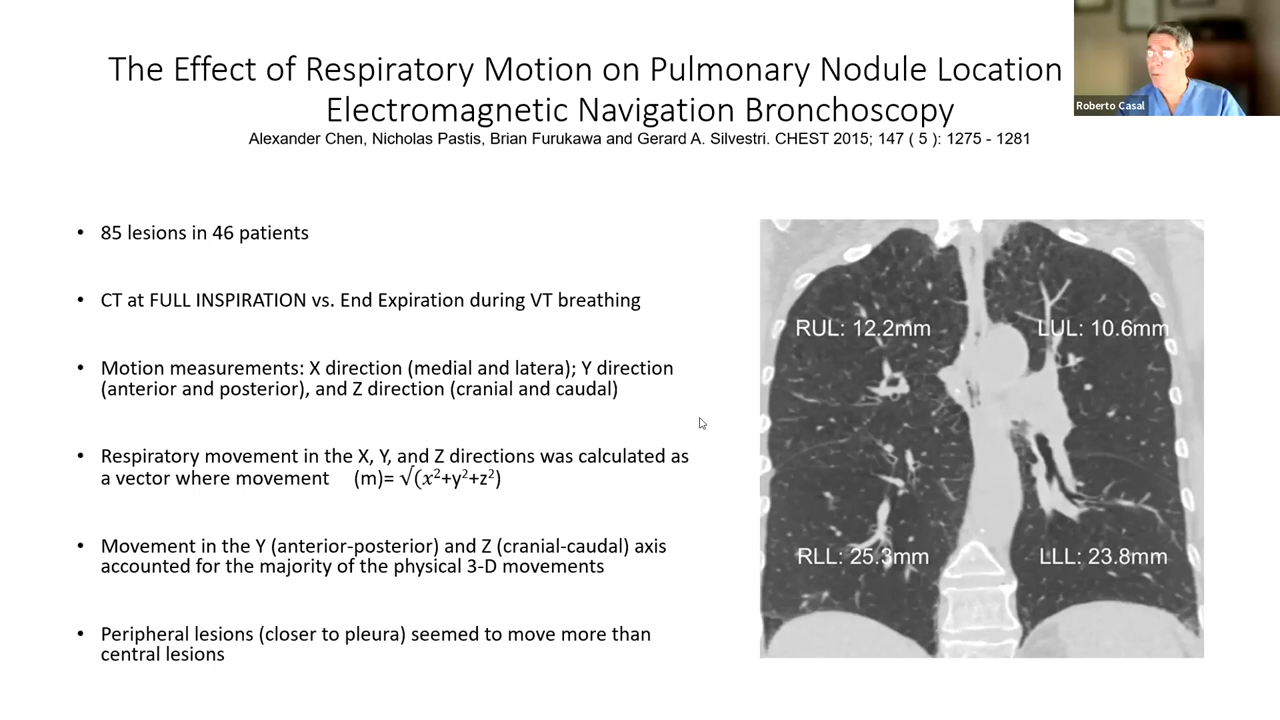 The Effect of Respiratory Motion on Pulmonary Nodule Location
Electromagnetic Navigation Bronchoscopy
Alexander Chen, Nicholas Pastis, Brian Furukawa and Gerard A. Silvestri. CHEST 2015; 147 ( 5 ): 1275 - 1281
Roberto Casal
• 85 lesions in 46 patients
• CT at FULL INSPIRATION vs. End Expiration during VT breathing
• Motion measurements: X direction (medial and latera); Y direction
(anterior and posterior), and Z direction (cranial and caudal)
• Respiratory movement in the X, Y, and Z directions was calculated as
a vector where movement (m)= √(x²+y²+z²)
• Movement in the Y (anterior-posterior) and Z (cranial-caudal) axis
accounted for the majority of the physical 3-D movements
• Peripheral lesions (closer to pleura) seemed to move more than
central lesions
RUL: 12.2mm
LUL: 10.6mm
RLL: 25.3mm
LLL: 23.8mm